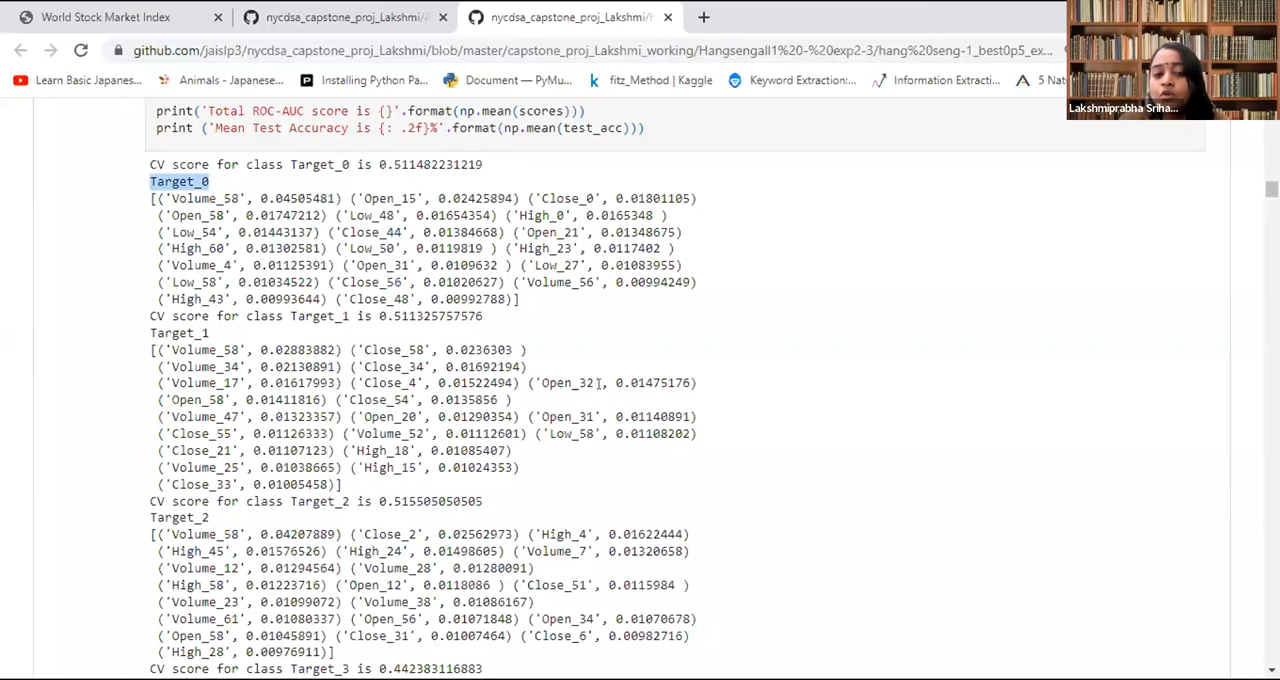 World Stock Market Index
nycdsa_capstone_proj_Lakshmi/
nycdsa_capstone_proj_Lakshmi/
github.com/jaislp3/nycdsa_capstone_proj_Lakshmi/blob/master/capstone_proj_Lakshmi_working/Hangsengall1%20-%20exp2-3/hang%20seng-1_best0p5_ex...
Learn Basic Japanes... Animals - Japanese... Installing Python Pa... Document — PyMu... fitz_Method | Kaggle Keyword Extraction:... Information Extracti... 5 Nat
Lakshmiprabha Sriha...
print('Total ROC-AUC score is {}'.format(np.mean(scores)))
print ('Mean Test Accuracy is {: .2f}%'.format(np.mean(test_acc)))
CV score for class Target_0 is 0.511482231219
Target_0
[('Volume_58', 0.04505481) ('Open_15', 0.02425894) ('Close_0', 0.01801105)
('Open_58', 0.01747212) ('Low_48', 0.01654354) ('High_0', 0.0165348 )
('Low_54', 0.01443137) ('Close_44', 0.01384668) ('Open_21', 0.01348675)
('High_60', 0.01302581) ('Low_50', 0.0119819 ) ('High_23', 0.0117402 )
('Volume_4', 0.01125391) ('Open_31', 0.0109632 ) ('Low_27', 0.01083955)
('Low_58', 0.01034522) ('Close_56', 0.01020627) ('Volume_56', 0.00994249)
('High_43', 0.00993644) ('Close_48', 0.00992788)]
CV score for class Target_1 is 0.511325757576
Target_1
[('Volume_58', 0.02883882) ('Close_58', 0.0236303 )
('Volume_34', 0.02130891) ('Close_34', 0.01692194)
('Volume_17', 0.01617993) ('Close_4', 0.01522494) ('Open_32', 0.01475176)
('Open_58', 0.01411816) ('Close_54', 0.0135856 )
('Volume_47', 0.01323357) ('Open_20', 0.01290354) ('Open_31', 0.01140891)
('Close_55', 0.01126333) ('Volume_52', 0.01112601) ('Low_58', 0.01108202)
('Close_21', 0.01107123) ('High_18', 0.01085407)
('Volume_25', 0.01038665) ('High_15', 0.01024353)
('Close_33', 0.01005458)]
CV score for class Target_2 is 0.515505050505
Target_2
[('Volume_58', 0.04207889) ('Close_2', 0.02562973) ('High_4', 0.01622444)
('High_45', 0.01576526) ('High_24', 0.01498605) ('Volume_7', 0.01320658)
('Volume_12', 0.01294564) ('Volume_28', 0.01280091)
('High_58', 0.01223716) ('Open_12', 0.0118086 ) ('Close_51', 0.0115984 )
('Volume_23', 0.01099072) ('Volume_38', 0.01086167)
('Volume_61', 0.01080337) ('Open_56', 0.01071848) ('Open_34', 0.01070678)
('Open_58', 0.01045891) ('Close_31', 0.01007464) ('Close_6', 0.00982716)
('High_28', 0.00976911)]
CV score for class Target_3 is 0.442383116883